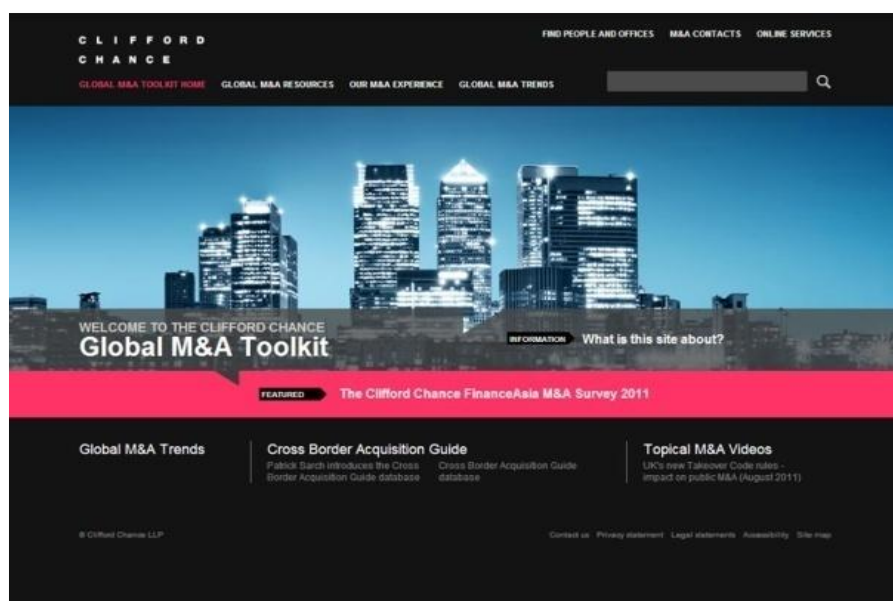 CLIFFORD
CHANCE
FIND PEOPLE AND OFFICES M&A CONTACTS ONLINE SERVICES
GLOBAL M&A TOOLKIT HOME GLOBAL M&A RESOURCES OUR M&A EXPERIENCE GLOBAL M&A TRENDS
WELCOME TO THE CLIFFORD CHANCE
Global M&A Toolkit
INFORMATION What is this site about?
FEATURED The Clifford Chance FinanceAsia M&A Survey 2011
Global M&A Trends
Cross Border Acquisition Guide
Patrick Sarch introduces the Cross
Border Acquisition Guide database
Cross Border Acquisition Guide
database
Topical M&A Videos
UK's new Takeover Code rules -
impact on public M&A (August 2011)
© Clifford Chance LLP
Contact us Privacy statement Legal statements Accessibility Site map